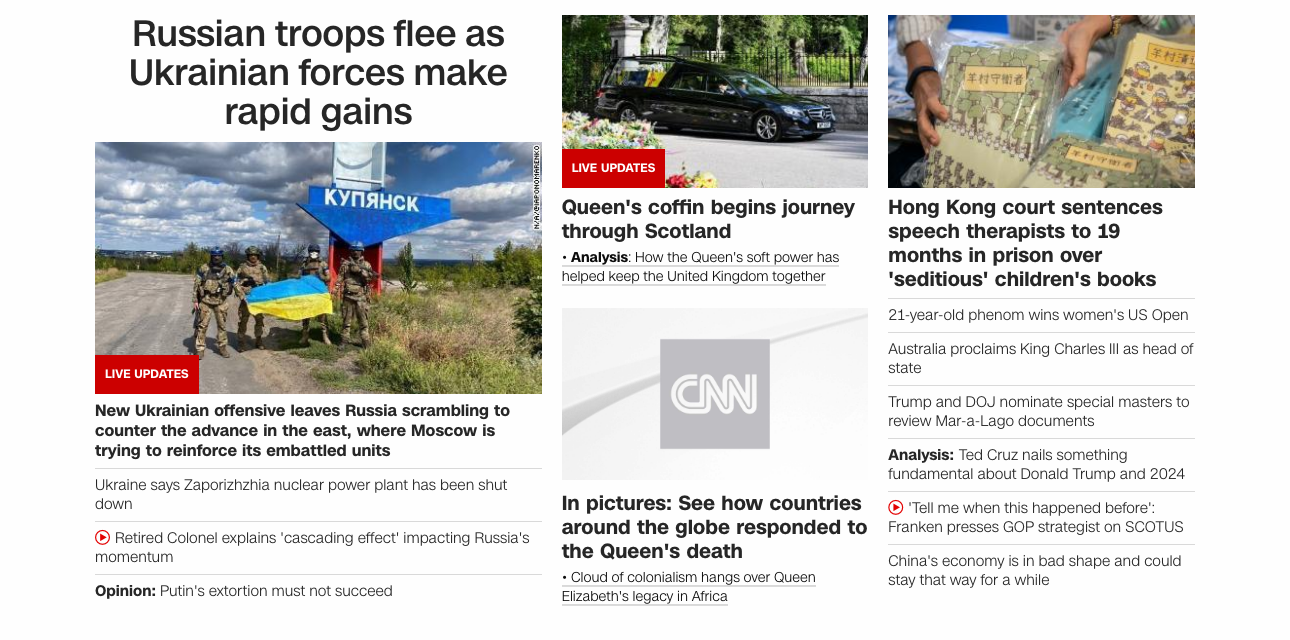 Russian troops flee as
Ukrainian forces make
rapid gains
N/A/@IAPONOMARENKO
КУПЯНСК
LIVE UPDATES
New Ukrainian offensive leaves Russia scrambling to
counter the advance in the east, where Moscow is
trying to reinforce its embattled units
Ukraine says Zaporizhzhia nuclear power plant has been shut
down
Retired Colonel explains 'cascading effect' impacting Russia's
momentum
Opinion: Putin's extortion must not succeed
LIVE UPDATES
Queen's coffin begins journey
through Scotland
• Analysis: How the Queen's soft power has
helped keep the United Kingdom together
CNN
In pictures: See how countries
around the globe responded to
the Queen's death
• Cloud of colonialism hangs over Queen
Elizabeth's legacy in Africa
羊村守衛者
羊村守衛者
Hong Kong court sentences
speech therapists to 19
months in prison over
'seditious' children's books
21-year-old phenom wins women's US Open
Australia proclaims King Charles III as head of
state
Trump and DOJ nominate special masters to
review Mar-a-Lago documents
Analysis: Ted Cruz nails something
fundamental about Donald Trump and 2024
'Tell me when this happened before':
Franken presses GOP strategist on SCOTUS
China's economy is in bad shape and could
stay that way for a while